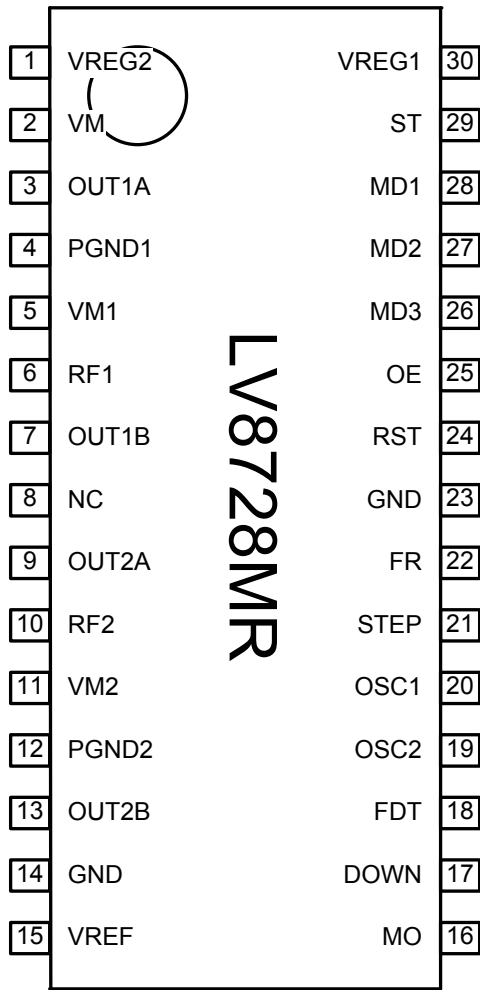 1 VREG2 VREG1 30
2 VM ST 29
3 OUT1A MD1 28
4 PGND1 MD2 27
5 VM1 MD3 26
6 RF1 OE 25
7 OUT1B RST 24
8 NC GND 23
9 OUT2A FR 22
10 RF2 STEP 21
11 VM2 OSC1 20
12 PGND2 OSC2 19
13 OUT2B FDT 18
14 GND DOWN 17
15 VREF MO 16
LV8728MR